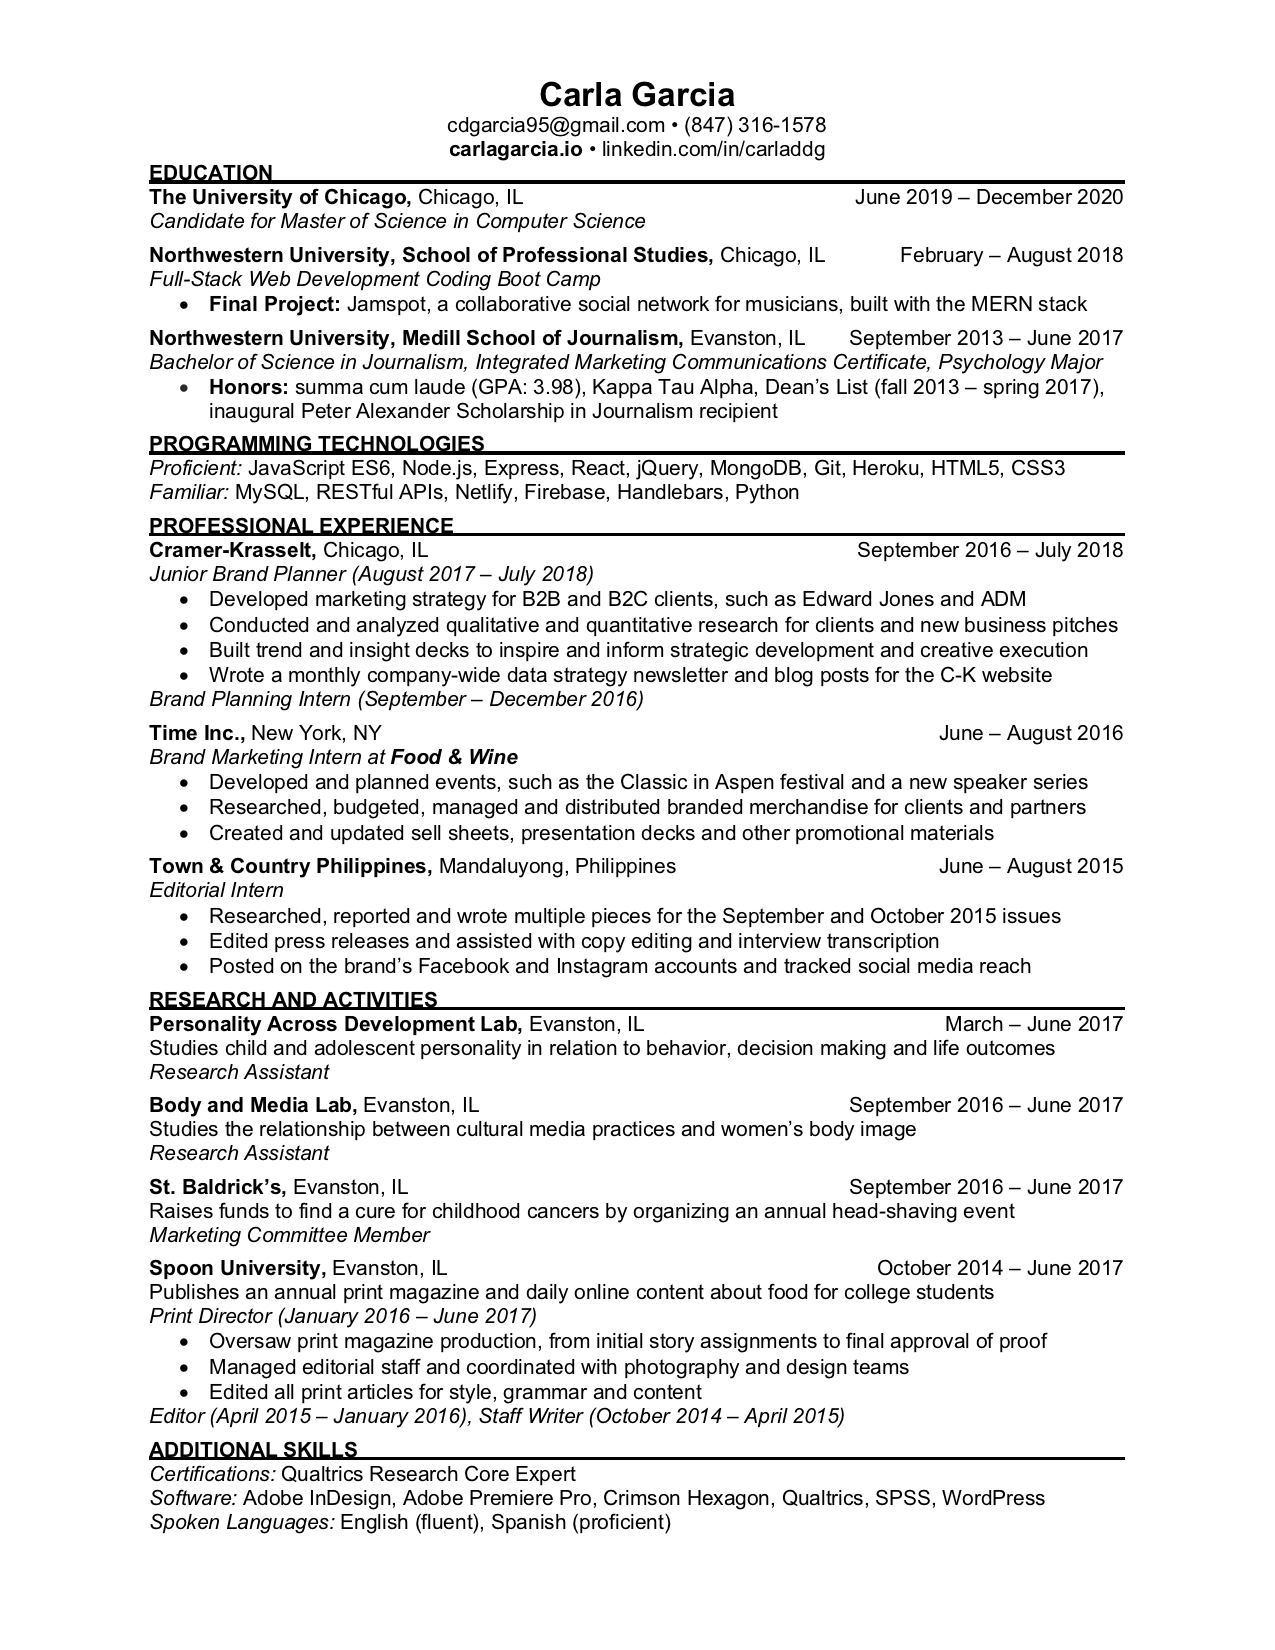 Carla Garcia
cdgarcia95@gmail.com • (847) 316-1578
carlagarcia.io • linkedin.com/in/carladdg
EDUCATION
The University of Chicago, Chicago, IL June 2019 – December 2020
Candidate for Master of Science in Computer Science
Northwestern University, School of Professional Studies, Chicago, IL February – August 2018
Full-Stack Web Development Coding Boot Camp
• Final Project: Jamspot, a collaborative social network for musicians, built with the MERN stack
Northwestern University, Medill School of Journalism, Evanston, IL September 2013 – June 2017
Bachelor of Science in Journalism, Integrated Marketing Communications Certificate, Psychology Major
• Honors: summa cum laude (GPA: 3.98), Kappa Tau Alpha, Dean’s List (fall 2013 – spring 2017),
inaugural Peter Alexander Scholarship in Journalism recipient
PROGRAMMING TECHNOLOGIES
Proficient: JavaScript ES6, Node.js, Express, React, jQuery, MongoDB, Git, Heroku, HTML5, CSS3
Familiar: MySQL, RESTful APIs, Netlify, Firebase, Handlebars, Python
PROFESSIONAL EXPERIENCE
Cramer-Krasselt, Chicago, IL September 2016 – July 2018
Junior Brand Planner (August 2017 – July 2018)
• Developed marketing strategy for B2B and B2C clients, such as Edward Jones and ADM
• Conducted and analyzed qualitative and quantitative research for clients and new business pitches
• Built trend and insight decks to inspire and inform strategic development and creative execution
• Wrote a monthly company-wide data strategy newsletter and blog posts for the C-K website
Brand Planning Intern (September – December 2016)
Time Inc., New York, NY June – August 2016
Brand Marketing Intern at Food & Wine
• Developed and planned events, such as the Classic in Aspen festival and a new speaker series
• Researched, budgeted, managed and distributed branded merchandise for clients and partners
• Created and updated sell sheets, presentation decks and other promotional materials
Town & Country Philippines, Mandaluyong, Philippines June – August 2015
Editorial Intern
• Researched, reported and wrote multiple pieces for the September and October 2015 issues
• Edited press releases and assisted with copy editing and interview transcription
• Posted on the brand’s Facebook and Instagram accounts and tracked social media reach
RESEARCH AND ACTIVITIES
Personality Across Development Lab, Evanston, IL March – June 2017
Studies child and adolescent personality in relation to behavior, decision making and life outcomes
Research Assistant
Body and Media Lab, Evanston, IL September 2016 – June 2017
Studies the relationship between cultural media practices and women’s body image
Research Assistant
St. Baldrick’s, Evanston, IL September 2016 – June 2017
Raises funds to find a cure for childhood cancers by organizing an annual head-shaving event
Marketing Committee Member
Spoon University, Evanston, IL October 2014 – June 2017
Publishes an annual print magazine and daily online content about food for college students
Print Director (January 2016 – June 2017)
• Oversaw print magazine production, from initial story assignments to final approval of proof
• Managed editorial staff and coordinated with photography and design teams
• Edited all print articles for style, grammar and content
Editor (April 2015 – January 2016), Staff Writer (October 2014 – April 2015)
ADDITIONAL SKILLS
Certifications: Qualtrics Research Core Expert
Software: Adobe InDesign, Adobe Premiere Pro, Crimson Hexagon, Qualtrics, SPSS, WordPress
Spoken Languages: English (fluent), Spanish (proficient)